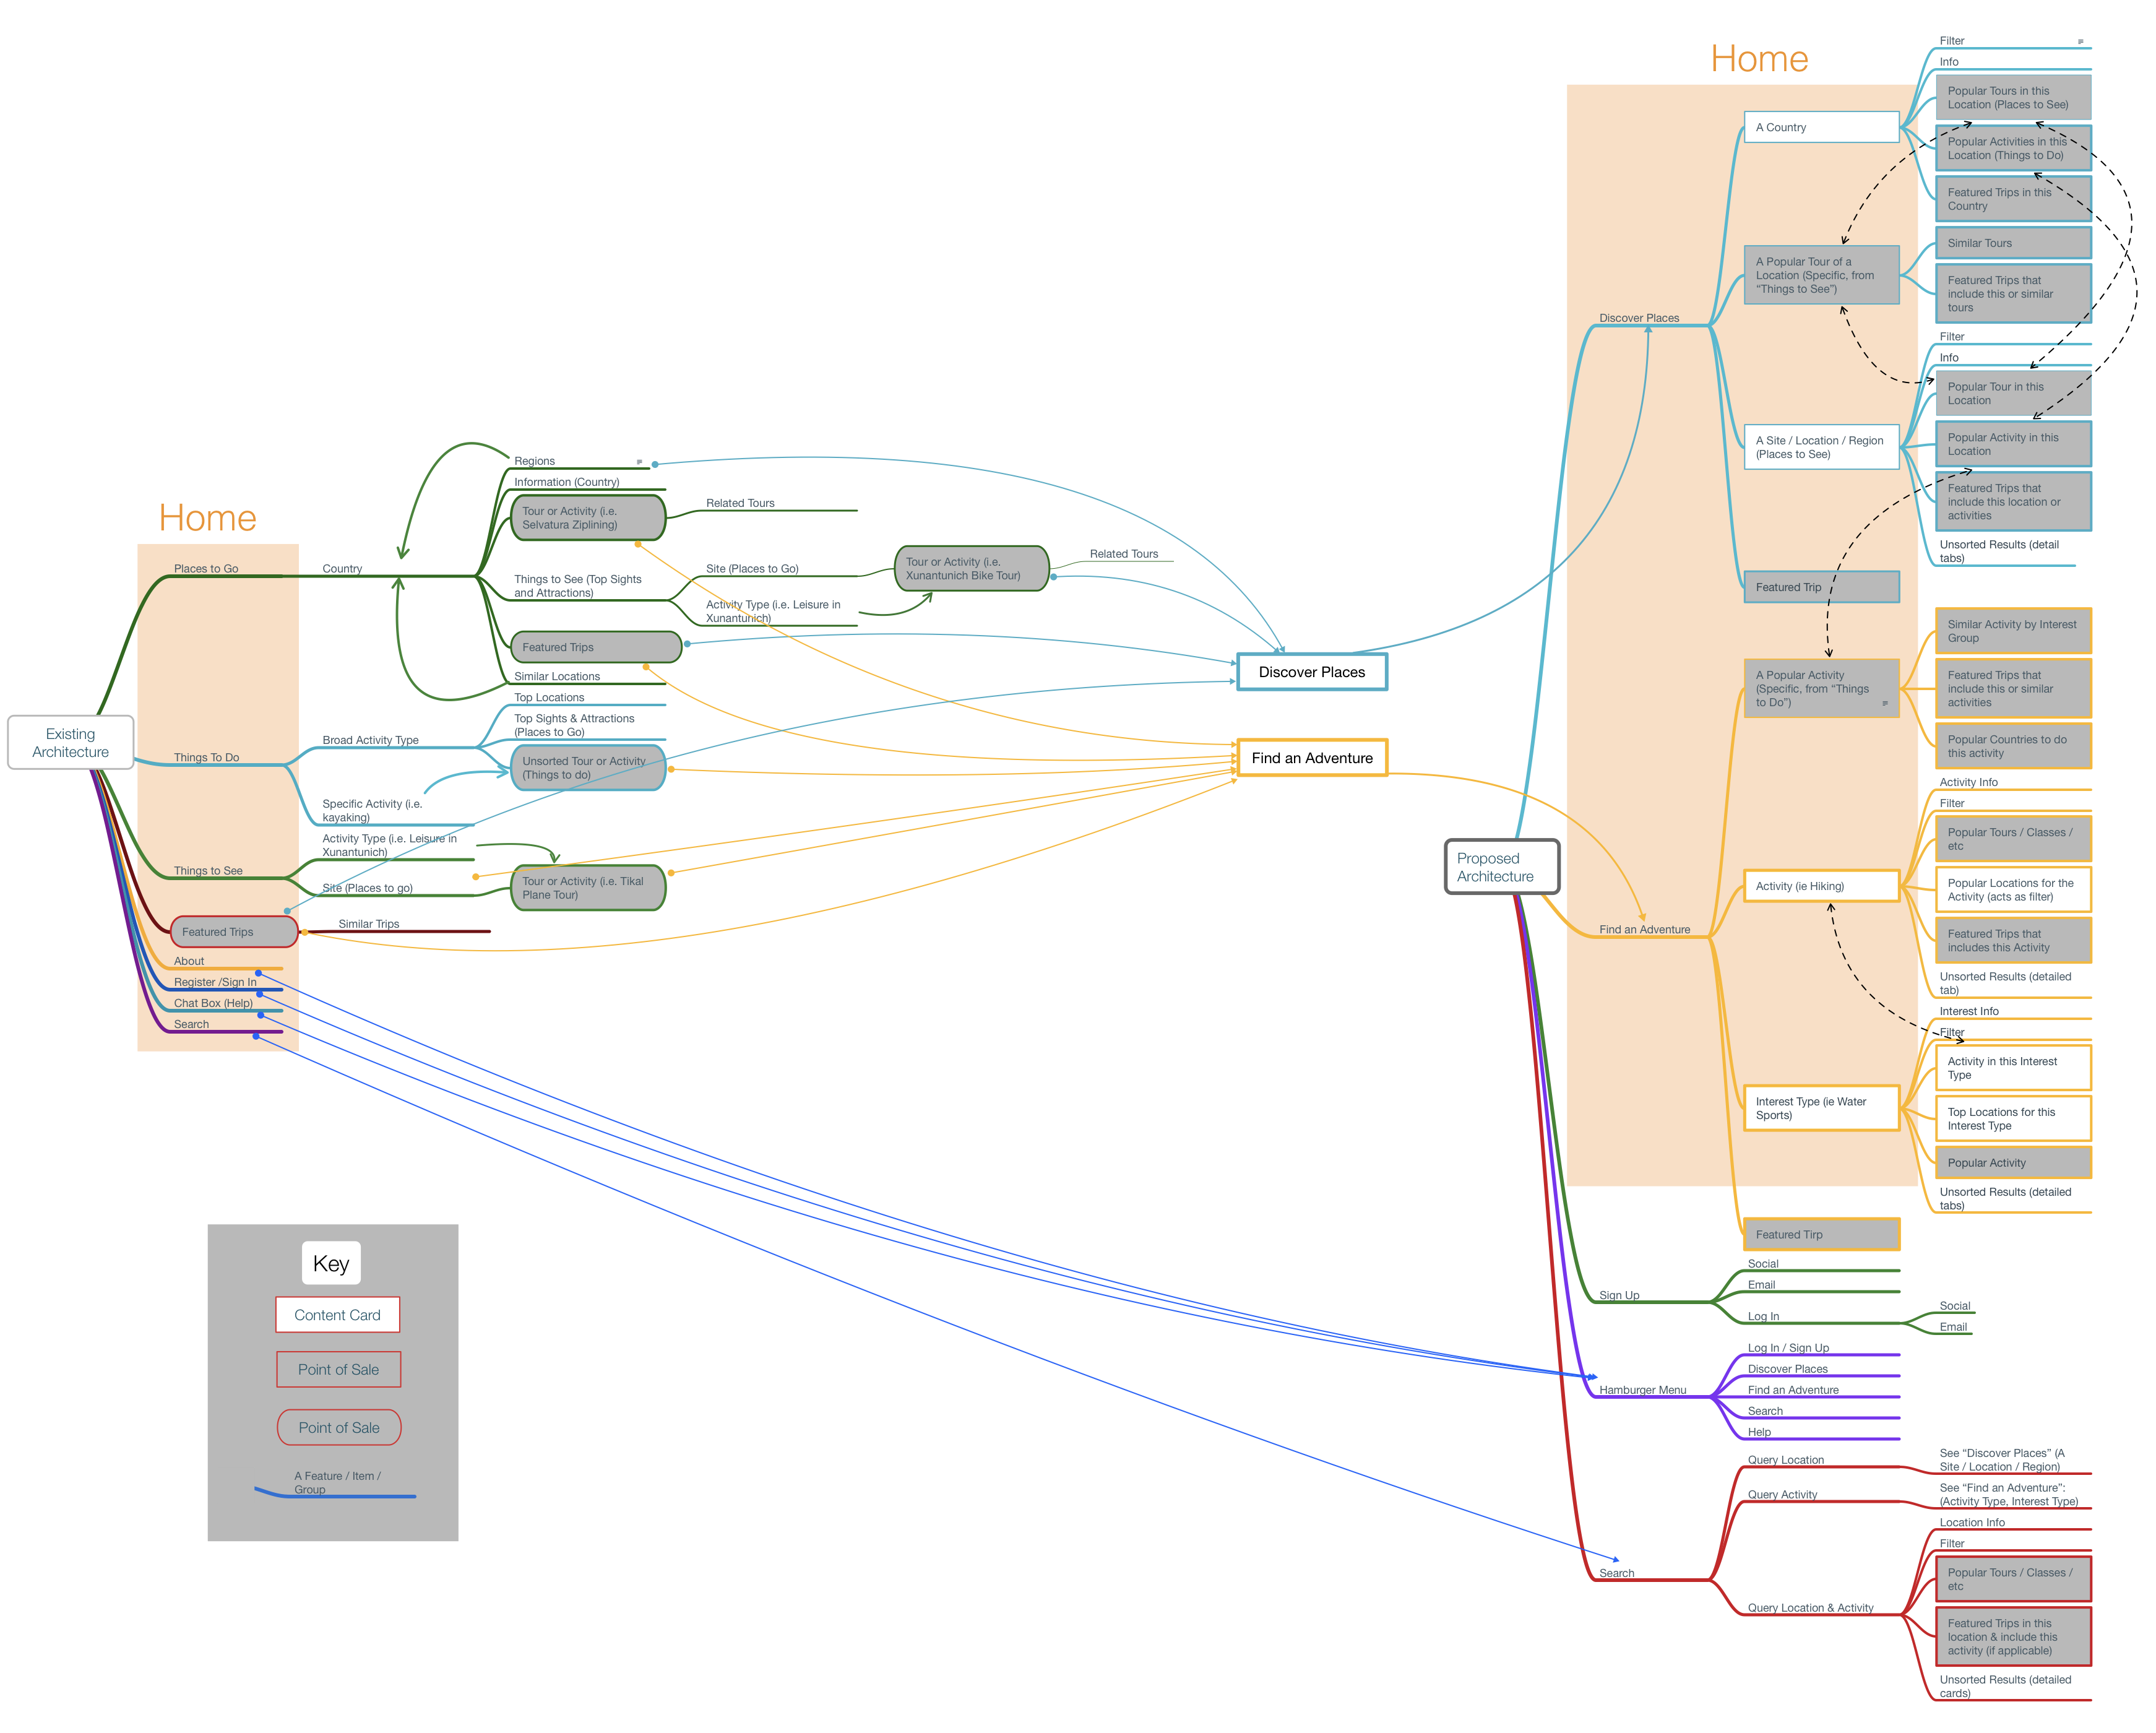 Home
Existing
Architecture
Places to Go
Country
Regions
Information (Country)
Tour or Activity (i.e.
Selvatura Ziplining)
Related Tours
Things to See (Top Sights
and Attractions)
Site (Places to Go)
Tour or Activity (i.e.
Xunantunich Bike Tour)
Related Tours
Activity Type (i.e. Leisure in
Xunantunich)
Featured Trips
Similar Locations
Things To Do
Broad Activity Type
Top Locations
Top Sights & Attractions
(Places to Go)
Unsorted Tour or Activity
(Things to do)
Specific Activity (i.e.
kayaking)
Things to See
Activity Type (i.e. Leisure in
Xunantunich)
Site (Places to go)
Tour or Activity (i.e. Tikal
Plane Tour)
Featured Trips
Similar Trips
About
Register /Sign In
Chat Box (Help)
Search
Discover Places
Find an Adventure
Key
Content Card
Point of Sale
Point of Sale
A Feature / Item /
Group
Home
Proposed
Architecture
Discover Places
A Country
Filter
Info
Popular Tours in this
Location (Places to See)
Popular Activities in this
Location (Things to Do)
Featured Trips in this
Country
A Popular Tour of a
Location (Specific, from
“Things to See”)
Similar Tours
Featured Trips that
include this or similar
tours
A Site / Location / Region
(Places to See)
Filter
Info
Popular Tour in this
Location
Popular Activity in this
Location
Featured Trips that
include this location or
activities
Unsorted Results (detail
tabs)
Featured Trip
Find an Adventure
A Popular Activity
(Specific, from “Things
to Do”)
Similar Activity by Interest
Group
Featured Trips that
include this or similar
activities
Popular Countries to do
this activity
Activity (ie Hiking)
Activity Info
Filter
Popular Tours / Classes /
etc
Popular Locations for the
Activity (acts as filter)
Featured Trips that
includes this Activity
Unsorted Results (detailed
tab)
Interest Type (ie Water
Sports)
Interest Info
Filter
Activity in this Interest
Type
Top Locations for this
Interest Type
Popular Activity
Unsorted Results (detailed
tabs)
Featured Tirp
Sign Up
Social
Email
Log In
Social
Email
Hamburger Menu
Log In / Sign Up
Discover Places
Find an Adventure
Search
Help
Search
Query Location
See “Discover Places” (A
Site / Location / Region)
Query Activity
See “Find an Adventure”:
(Activity Type, Interest Type)
Query Location & Activity
Location Info
Filter
Popular Tours / Classes /
etc
Featured Trips in this
location & include this
activity (if applicable)
Unsorted Results (detailed
cards)